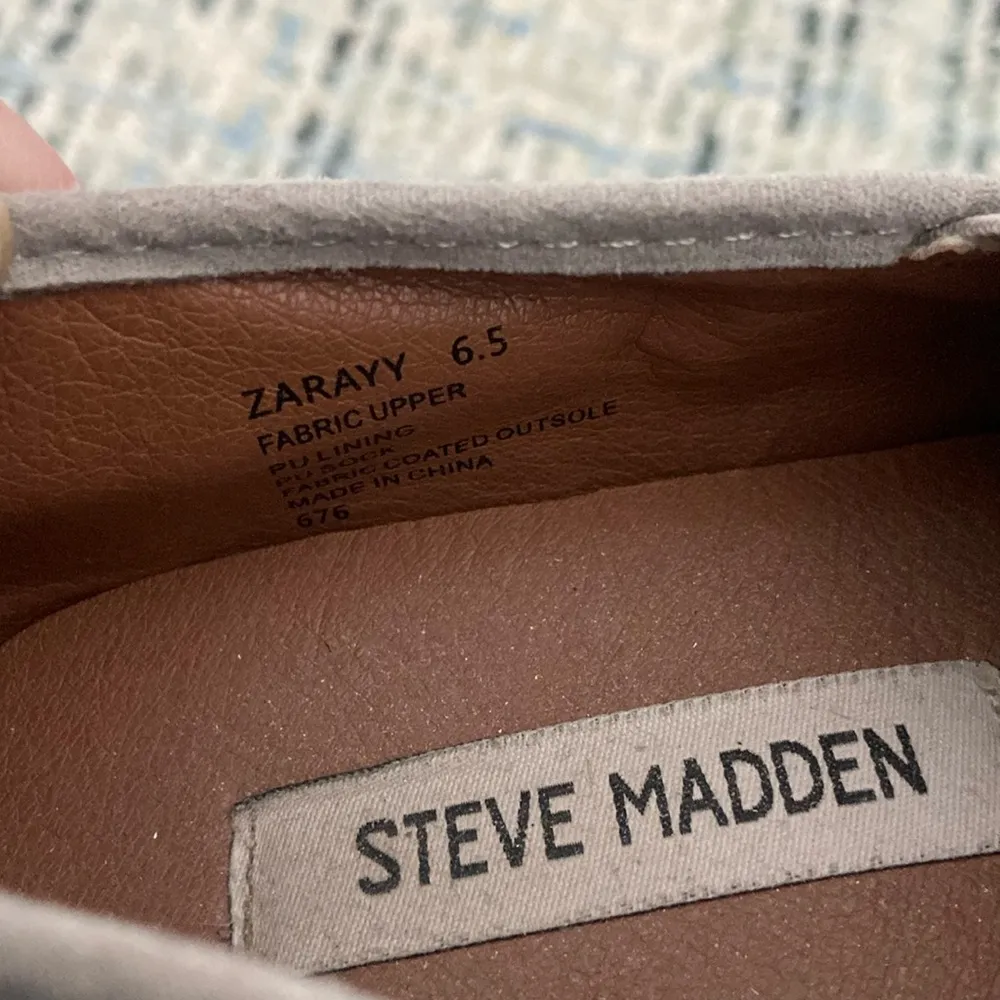 ZARAYY 6.5
FABRIC UPPER
PU LINING
PU SOCK
FABRIC COATED OUTSOLE
MADE IN CHINA
676
STEVE MADDEN